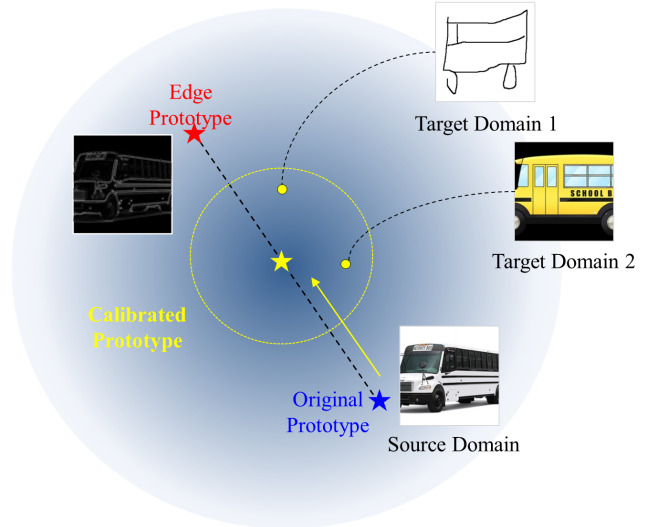 Edge
Prototype
Target Domain 1
SCHOOL B
Target Domain 2
Calibrated
Prototype
Original
Prototype
Source Domain